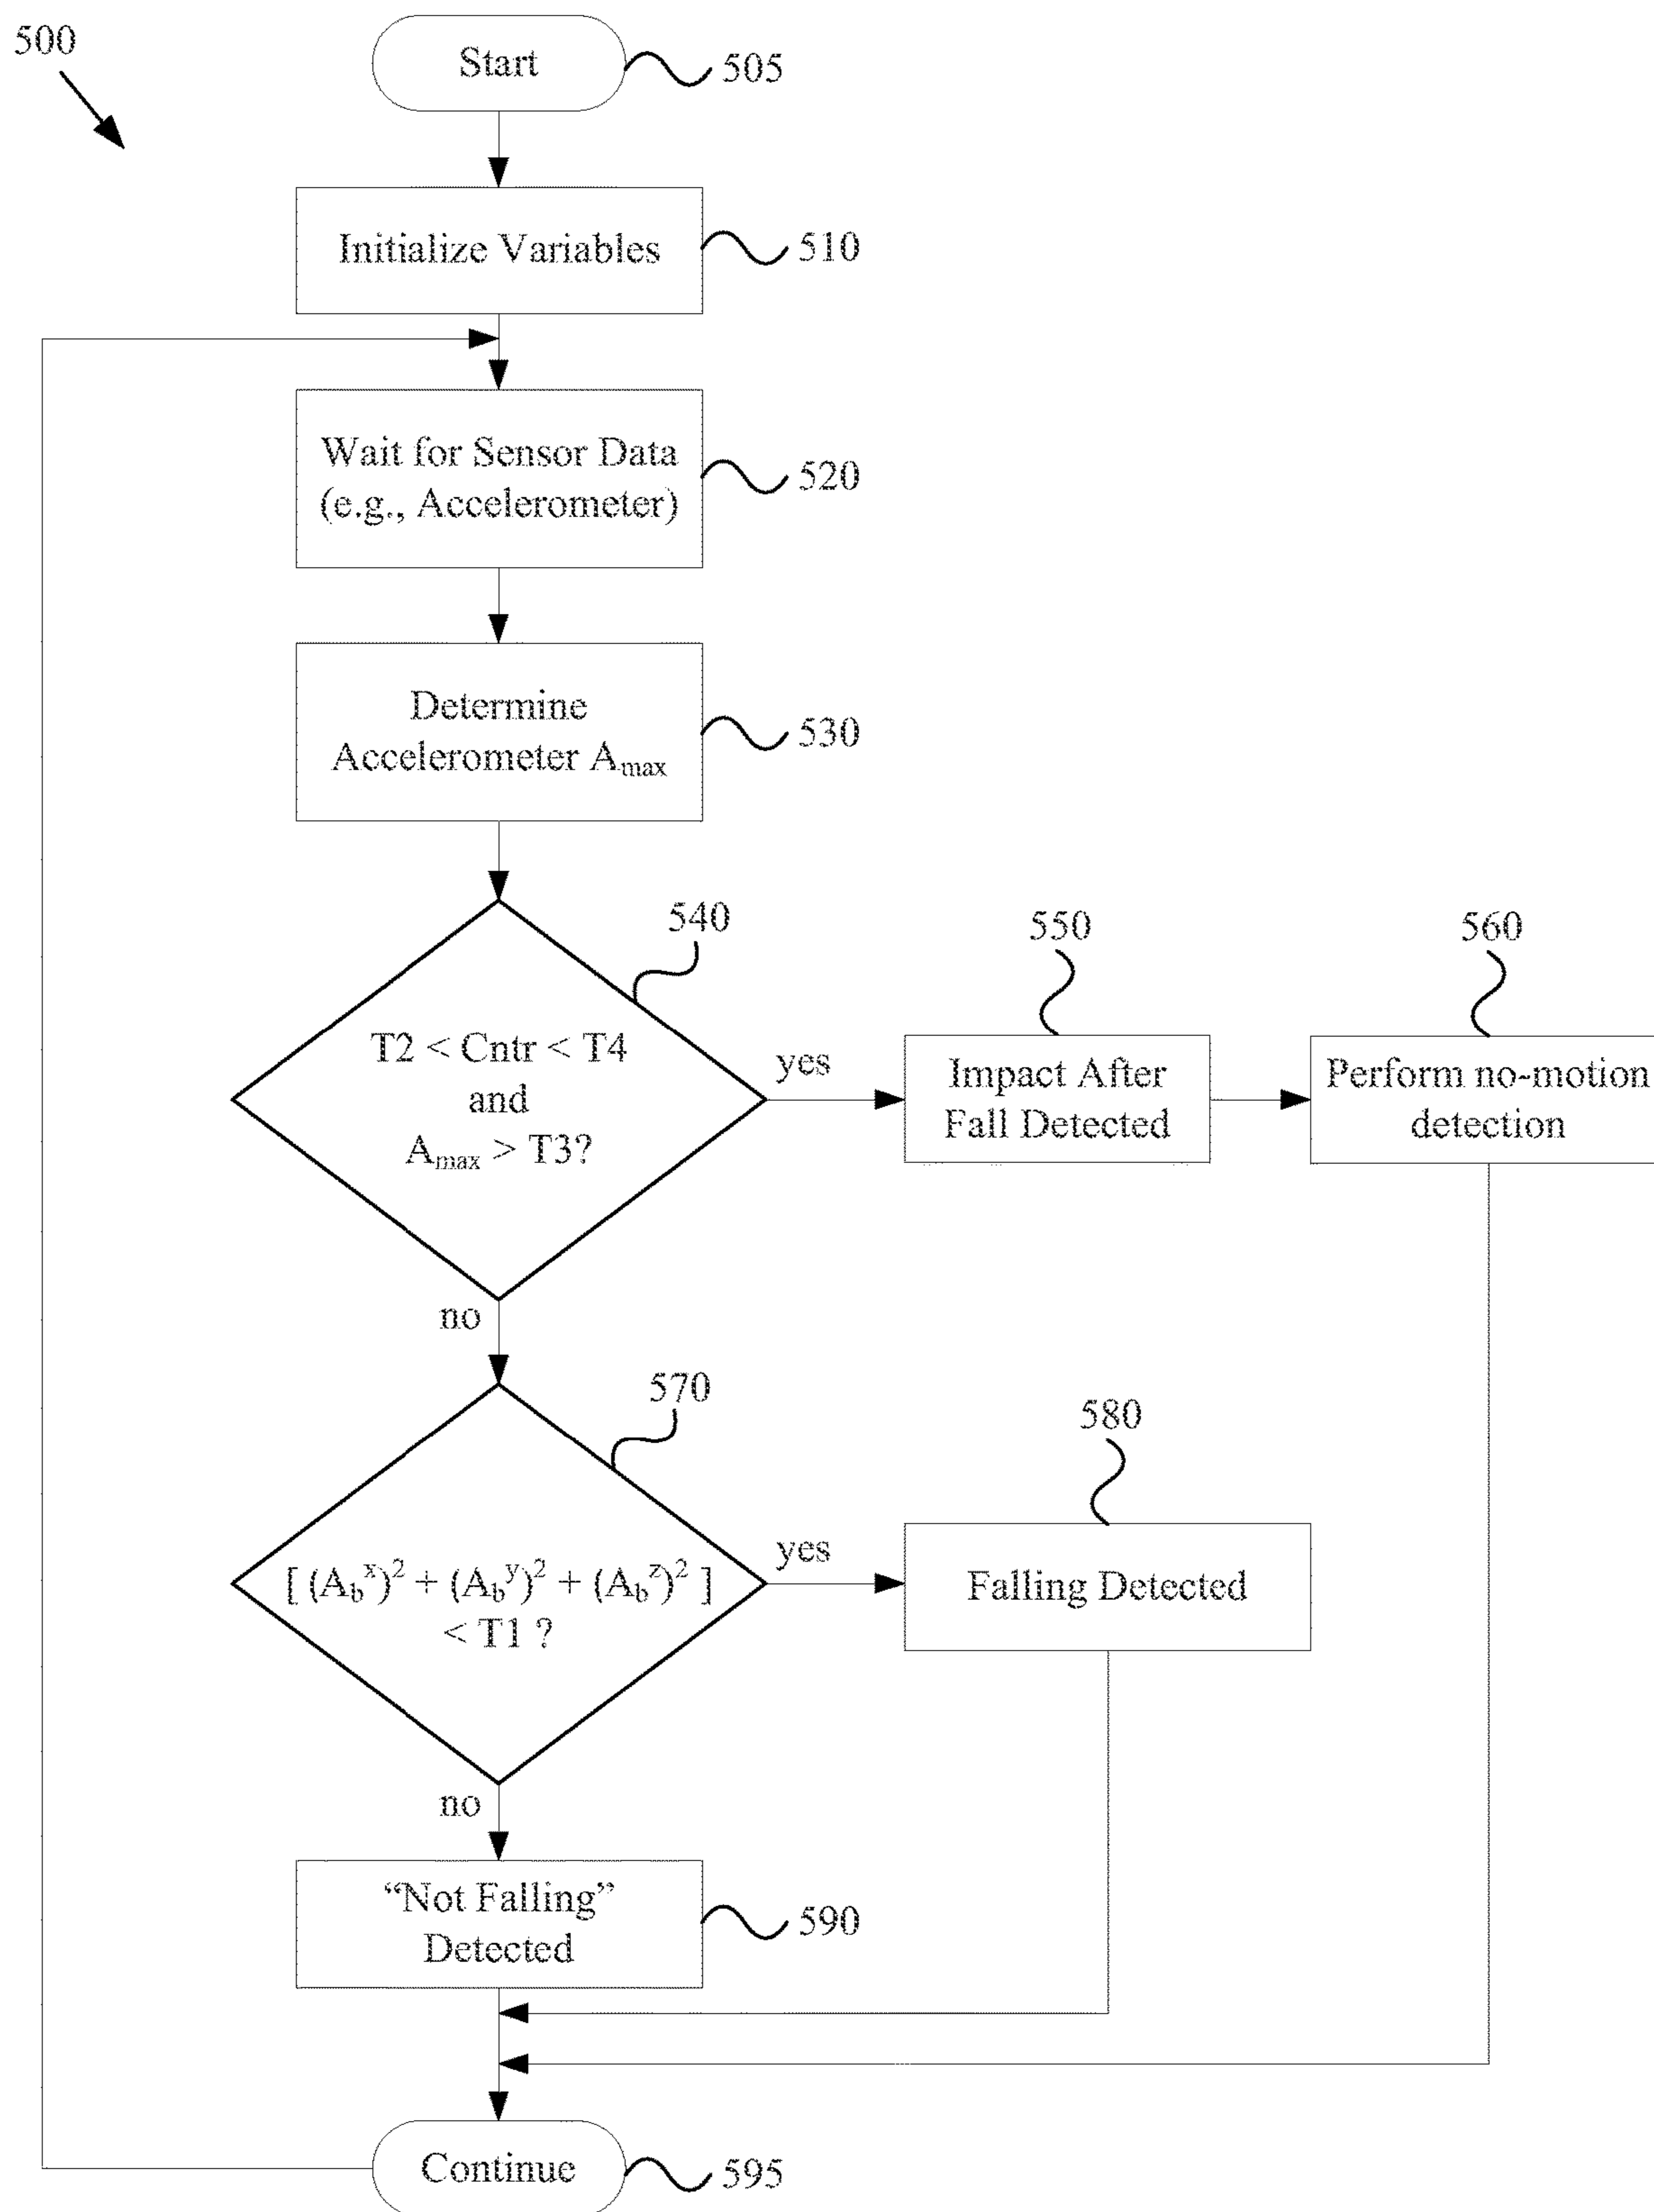 500
Start
505
Initialize Variables
510
Wait for Sensor Data
(e.g., Accelerometer)
520
Determine
Accelerometer Amax
530
540
T2 < Cntr < T4
and
Amax > T3?
yes
550
Impact After
Fall Detected
560
Perform no-motion
detection
no
570
[ (Abx)2 + (Aby)2 + (Abz)2 ]
< T1 ?
yes
580
Falling Detected
no
“Not Falling”
Detected
590
Continue
595